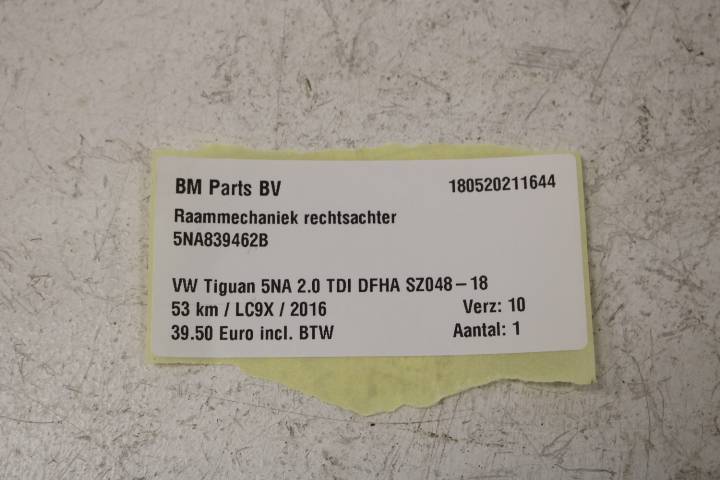 BM Parts BV 180520211644
Raammechaniek rechtsachter
5NA839462B
VW Tiguan 5NA 2.0 TDI DFHA SZ048-18
53 km / LC9X / 2016 Verz: 10
39.50 Euro incl. BTW Aantal: 1